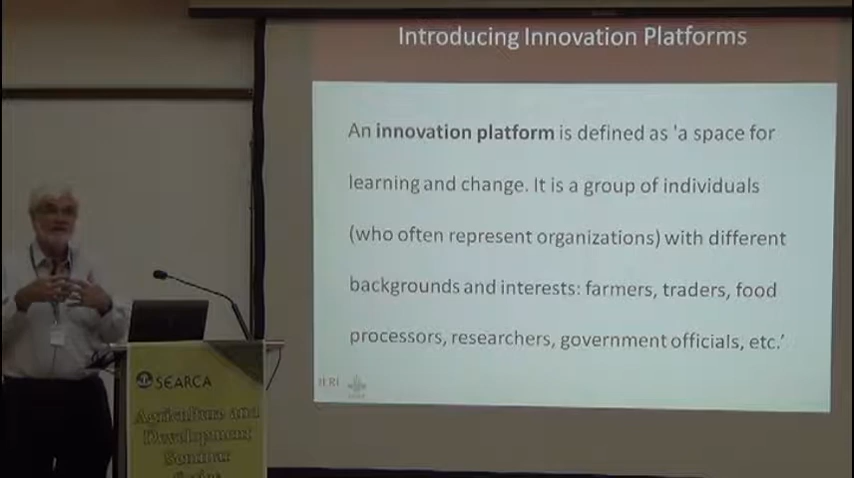 Introducing Innovation Platforms
An innovation platform is defined as 'a space for
learning and change. It is a group of individuals
(who often represent organizations) with different
backgrounds and interests: farmers, traders, food
processors, researchers, government officials, etc.'
SEARCA
Agriculture and
Development
Seminar